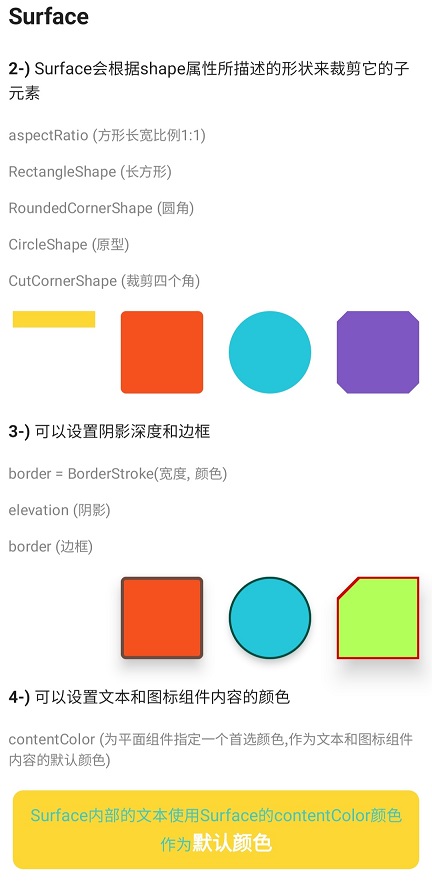 Surface
2-) Surface会根据shape属性所描述的形状来裁剪它的子
元素
aspectRatio (方形长宽比例1:1)
RectangleShape (长方形)
RoundedCornerShape (圆角)
CircleShape (原型)
CutCornerShape (裁剪四个角)
3-) 可以设置阴影深度和边框
border = BorderStroke(宽度, 颜色)
elevation (阴影)
border (边框)
4-) 可以设置文本和图标组件内容的颜色
contentColor (为平面组件指定一个首选颜色,作为文本和图标组件
内容的默认颜色)
Surface内部的文本使用Surface的contentColor颜色
作为默认颜色